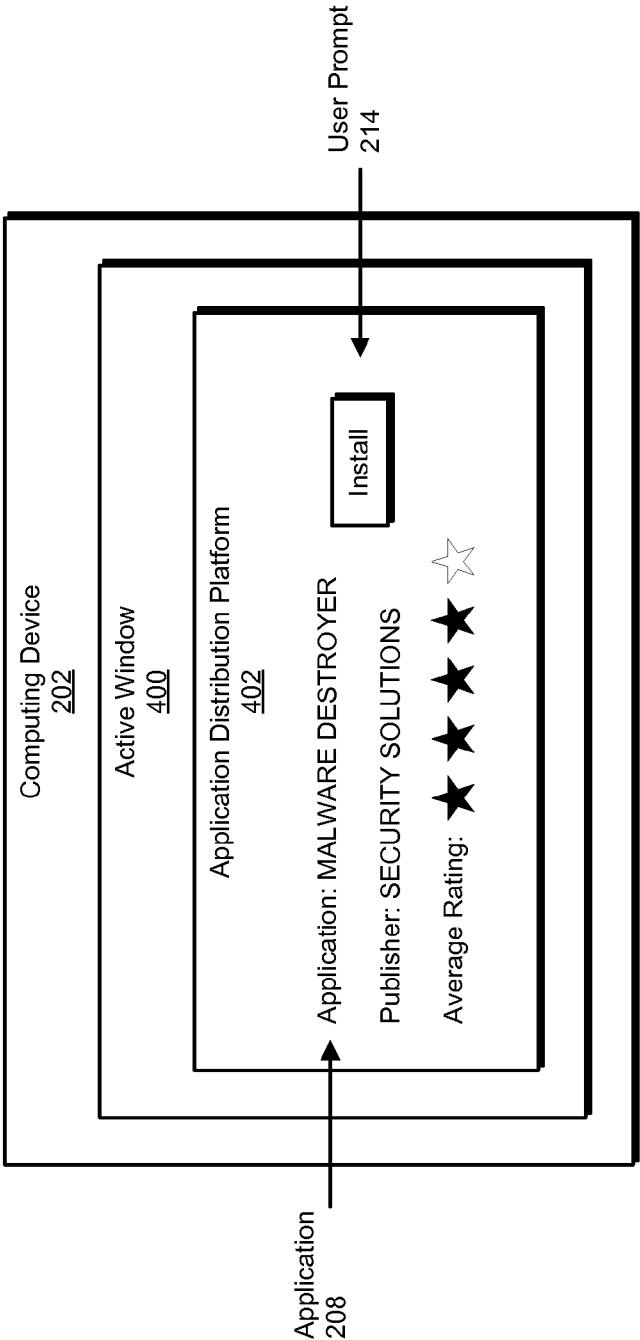 Computing Device
202
Active Window
400
Application Distribution Platform
402
Application
208
Application: MALWARE DESTROYER
Install
User Prompt
214
Publisher: SECURITY SOLUTIONS
Average Rating: